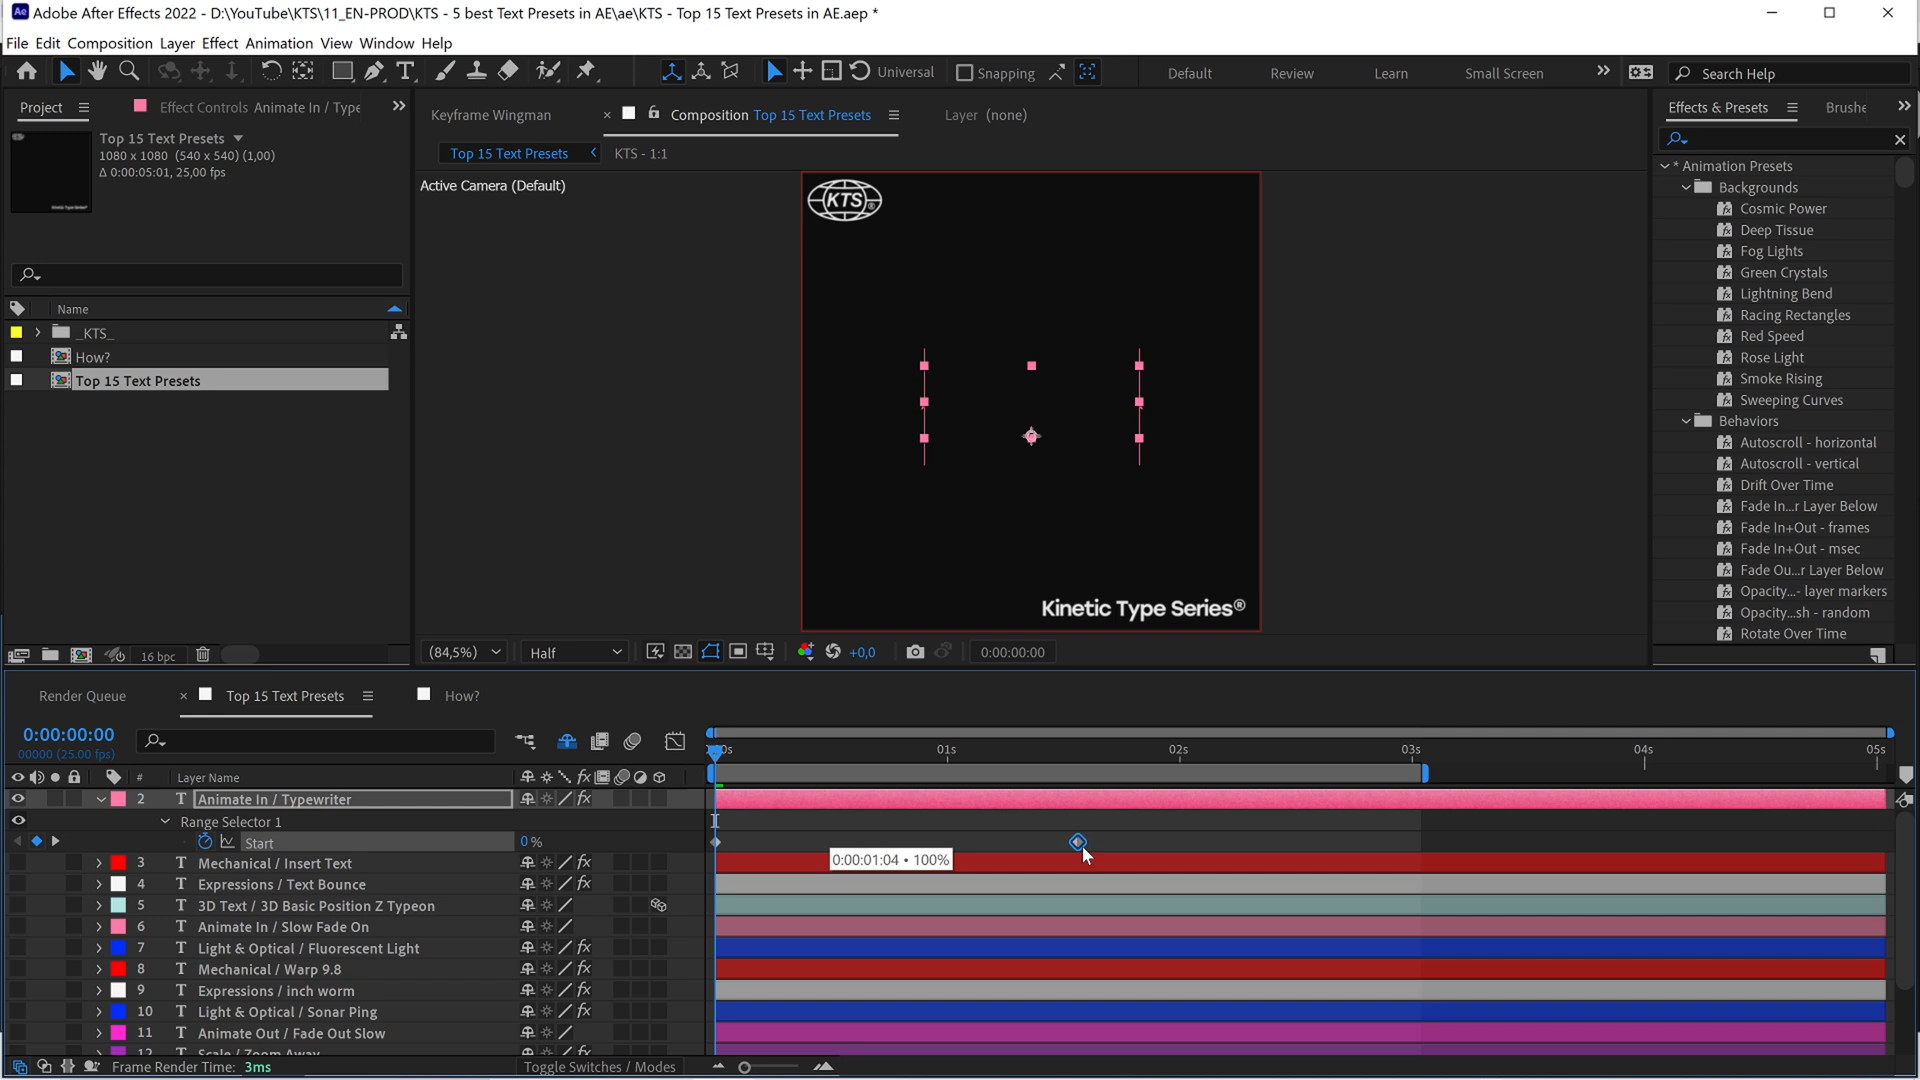 Adobe After Effects 2022 - D:\YouTube\KTS\11_EN-PROD\KTS - 5 best Text Presets in AE\ae\KTS - Top 15 Text Presets in AE.aep *
File Edit Composition Layer Effect Animation View Window Help
Universal Snapping Default Review Learn Small Screen Search Help
Project Effect Controls Animate In / Type
Keyframe Wingman Composition Top 15 Text Presets Layer (none)
Effects & Presets Brushe
Top 15 Text Presets
1080 x 1080 (540 x 540) (1,00)
Δ 0:00:05:01, 25,00 fps
Top 15 Text Presets KTS - 1:1
Active Camera (Default)
KTS®
Kinetic Type Series®
Name
_KTS_
How?
Top 15 Text Presets
16 bpc
(84,5%) Half +0,0 0:00:00:00
* Animation Presets
Backgrounds
Cosmic Power
Deep Tissue
Fog Lights
Green Crystals
Lightning Bend
Racing Rectangles
Red Speed
Rose Light
Smoke Rising
Sweeping Curves
Behaviors
Autoscroll - horizontal
Autoscroll - vertical
Drift Over Time
Fade In...r Layer Below
Fade In+Out - frames
Fade In+Out - msec
Fade Ou...r Layer Below
Opacity...- layer markers
Opacity...sh - random
Rotate Over Time
Render Queue Top 15 Text Presets How?
0:00:00:00
00000 (25.00 fps)
00s 01s 02s 03s 04s 05s
# Layer Name
2 T Animate In / Typewriter
Range Selector 1
Start 0 %
0:00:01:04 • 100%
3 T Mechanical / Insert Text
4 T Expressions / Text Bounce
5 T 3D Text / 3D Basic Position Z Typeon
6 T Animate In / Slow Fade On
7 T Light & Optical / Fluorescent Light
8 T Mechanical / Warp 9.8
9 T Expressions / inch worm
10 T Light & Optical / Sonar Ping
11 T Animate Out / Fade Out Slow
12 T Scale / Zoom Away
Frame Render Time: 3ms Toggle Switches / Modes